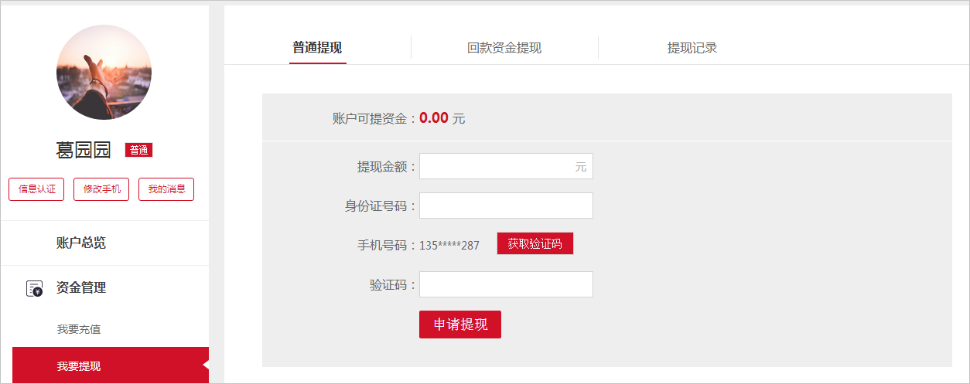 葛园园 普通
信息认证 修改手机 我的消息
账户总览
资金管理
我要充值
我要提现
普通提现 回款资金提现 提现记录
账户可提资金：0.00 元
提现金额： 元
身份证号码：
手机号码：135*****287 获取验证码
验证码：
申请提现